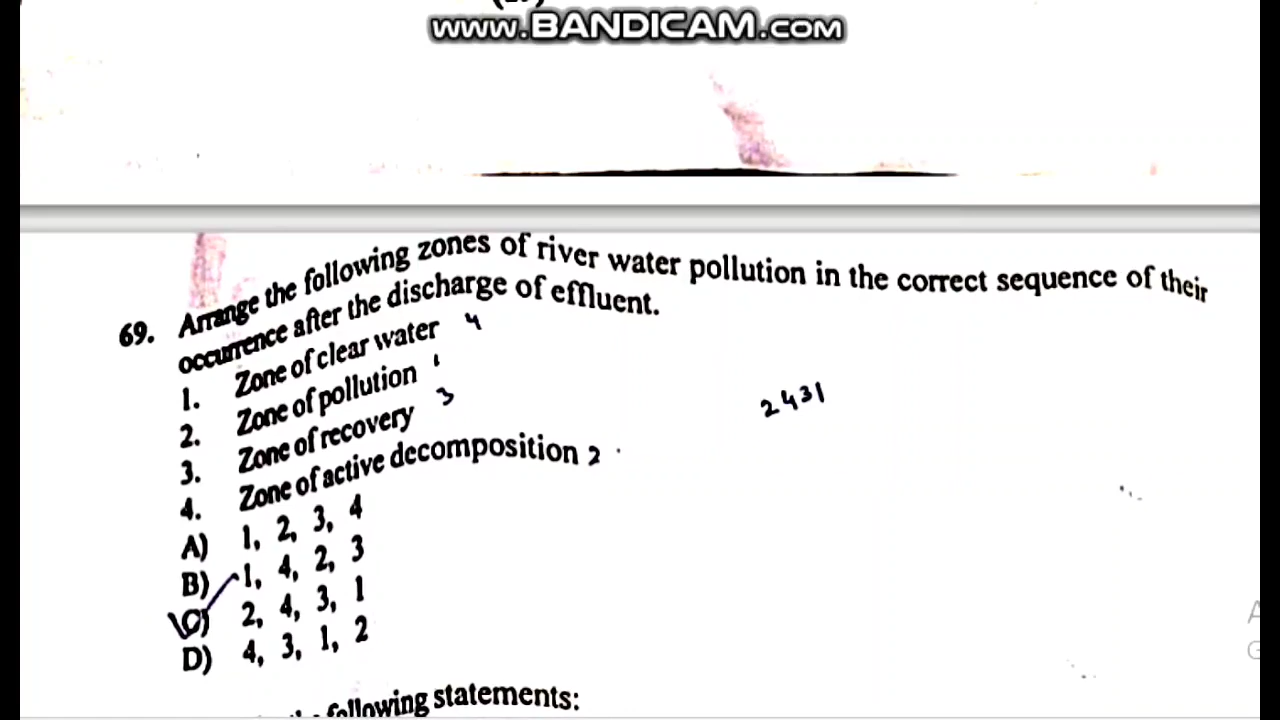 www.BANDICAM.com
69. Arrange the following zones of river water pollution in the correct sequence of their
occurrence after the discharge of effluent.
1. Zone of clear water 4
2. Zone of pollution 1
3. Zone of recovery 3
4. Zone of active decomposition 2
2431
A) 1, 2, 3, 4
B) 1, 4, 2, 3
C) 2, 4, 3, 1
D) 4, 3, 1, 2
following statements: